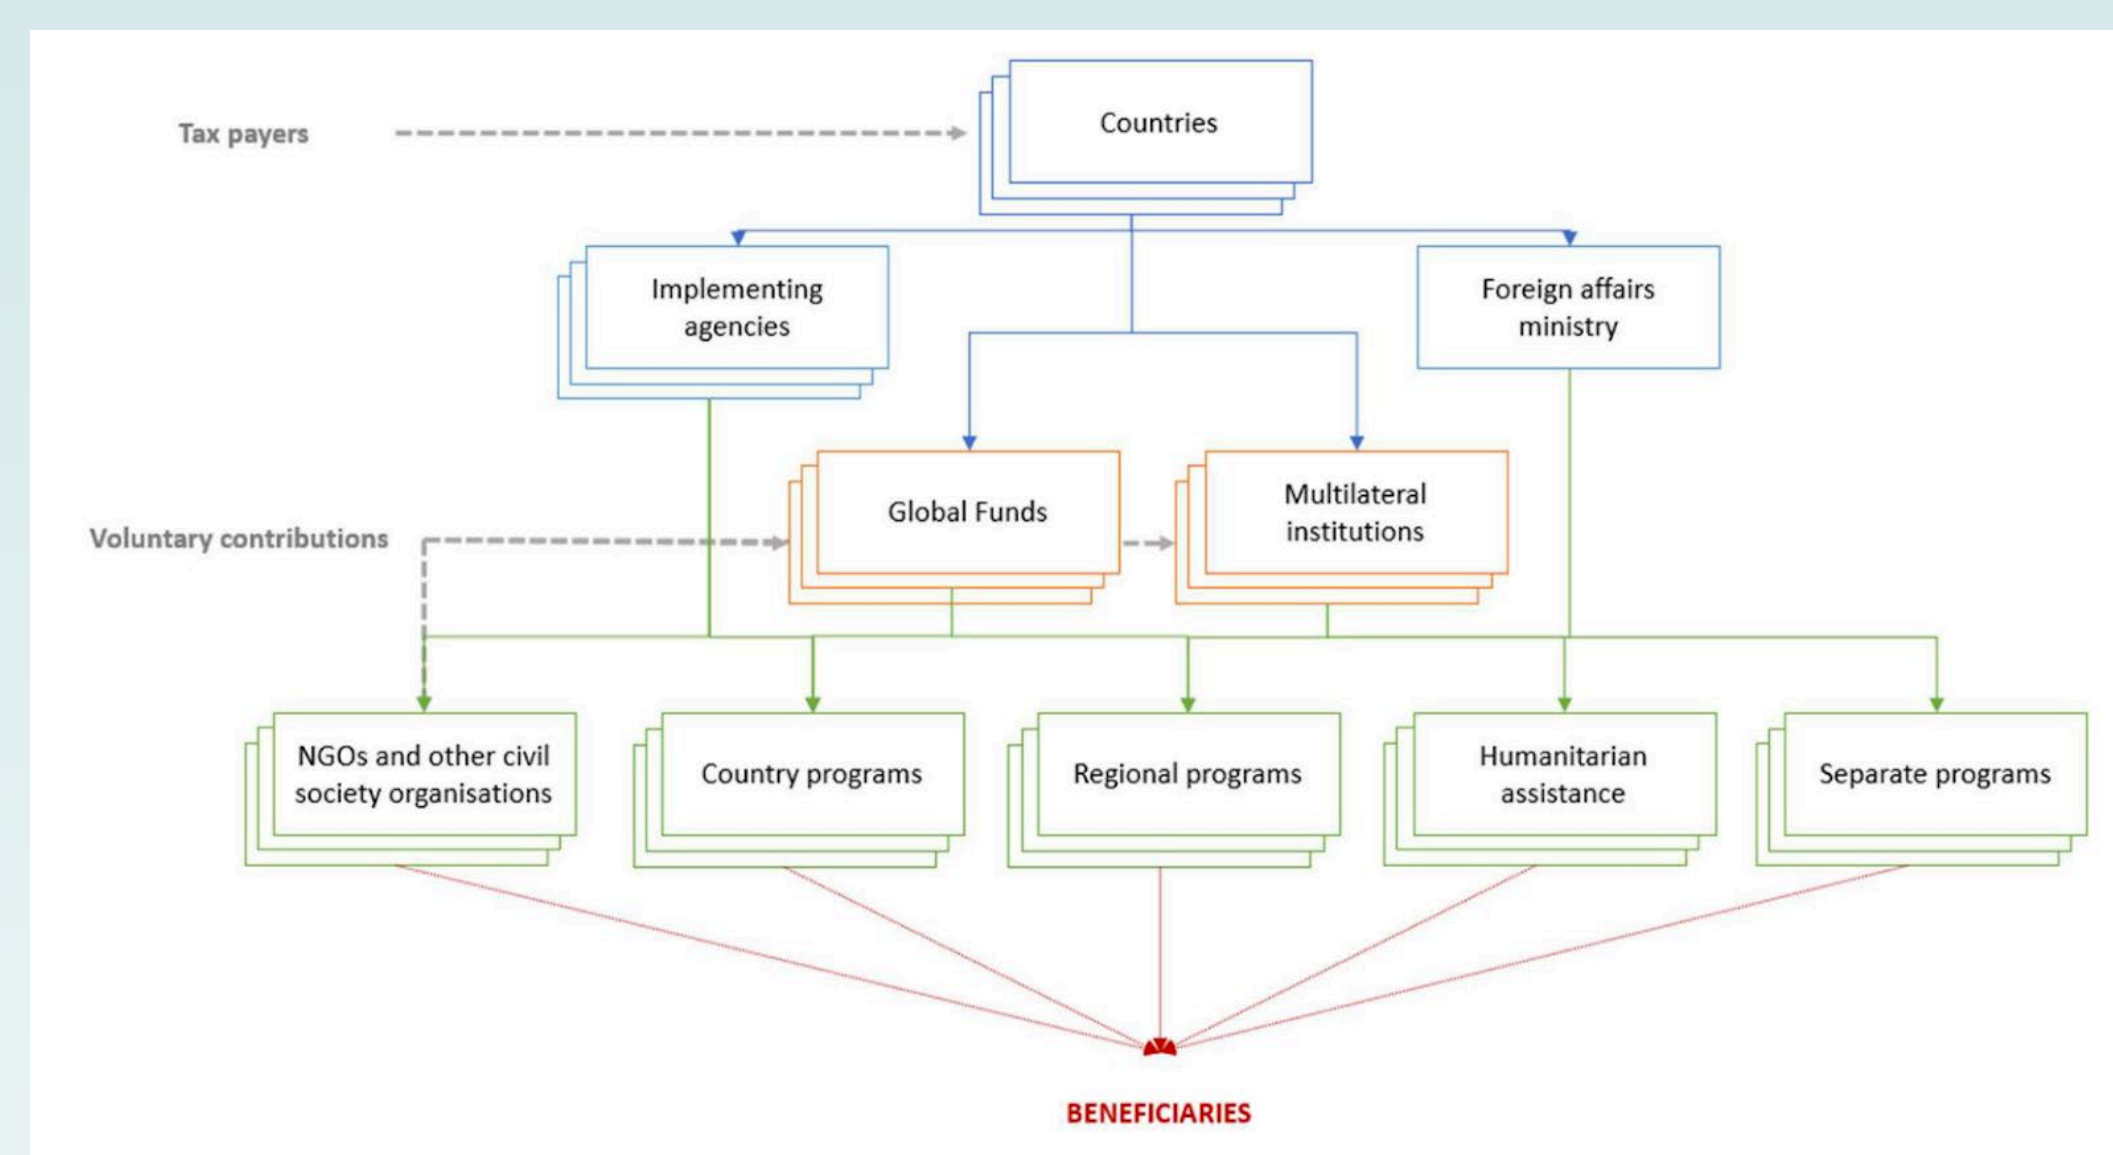 Tax payers
Countries
Implementing
agencies
Foreign affairs
ministry
Voluntary contributions
Global Funds
Multilateral
institutions
NGOs and other civil
society organisations
Country programs
Regional programs
Humanitarian
assistance
Separate programs
BENEFICIARIES